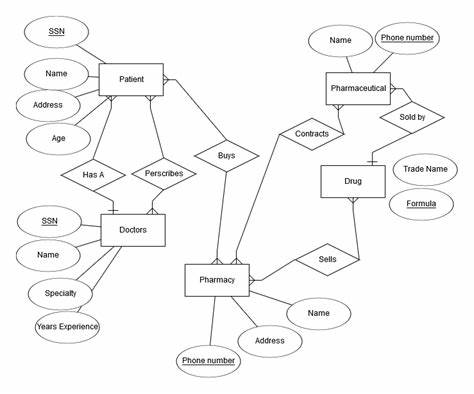 SSN
Name
Phone number
Name
Patient
Pharmaceutical
Address
Age
Contracts
Sold by
Buys
Has A
Perscribes
Trade Name
Drug
Formula
SSN
Doctors
Name
Sells
Pharmacy
Specialty
Name
Years Experience
Address
Phone number